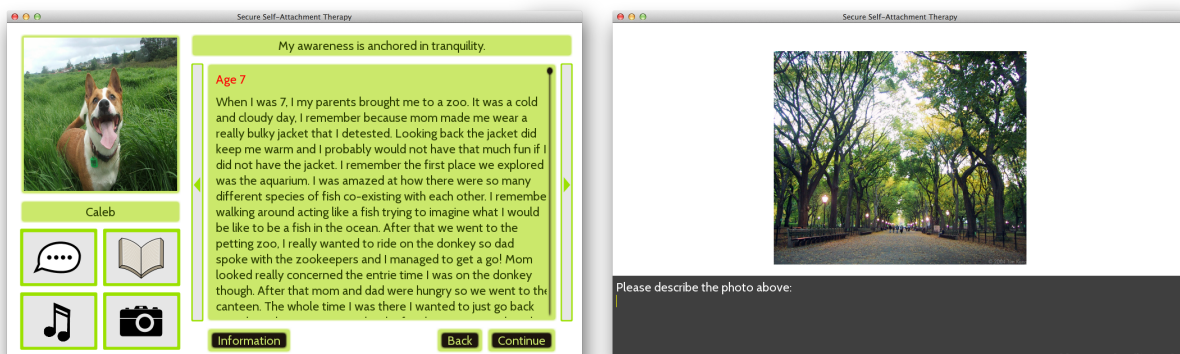 Secure Self-Attachment Therapy
My awareness is anchored in tranquility.
Caleb
Age 7
When I was 7, I my parents brought me to a zoo. It was a cold
and cloudy day, I remember because mom made me wear a
really bulky jacket that I detested. Looking back the jacket did
keep me warm and I probably would not have that much fun if I
did not have the jacket. I remember the first place we explored
was the aquarium. I was amazed at how there were so many
different species of fish co-existing with each other. I remembe
walking around acting like a fish trying to imagine what I would
be like to be a fish in the ocean. After that we went to the
petting zoo, I really wanted to ride on the donkey so dad
spoke with the zookeepers and I managed to get a go! Mom
looked really concerned the entrie time I was on the donkey
though. After that mom and dad were hungry so we went to the
canteen. The whole time I was there I wanted to just go back
Information
Back
Continue
Secure Self-Attachment Therapy
Please describe the photo above: